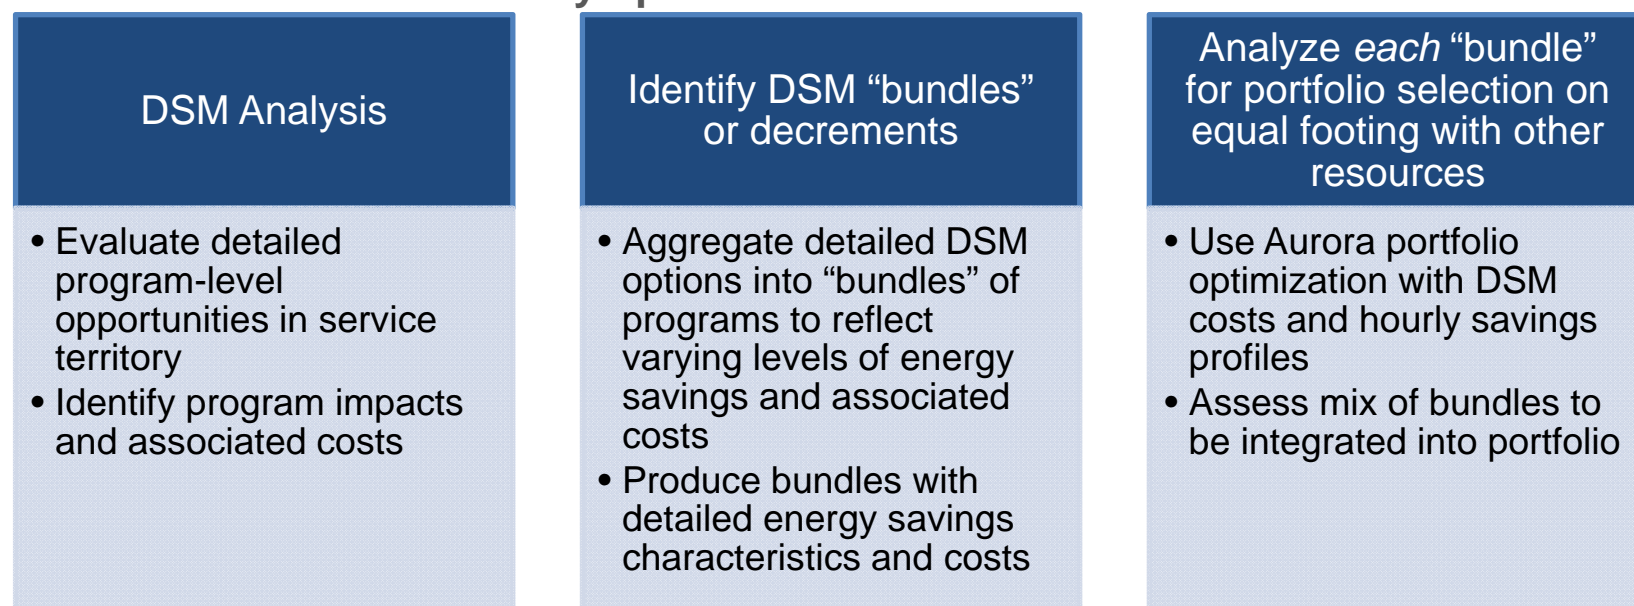 DSM Analysis
• Evaluate detailed
program-level
opportunities in service
territory
• Identify program impacts
and associated costs
Identify DSM “bundles”
or decrements
• Aggregate detailed DSM
options into “bundles” of
programs to reflect
varying levels of energy
savings and associated
costs
• Produce bundles with
detailed energy savings
characteristics and costs
Analyze each “bundle”
for portfolio selection on
equal footing with other
resources
• Use Aurora portfolio
optimization with DSM
costs and hourly savings
profiles
• Assess mix of bundles to
be integrated into portfolio